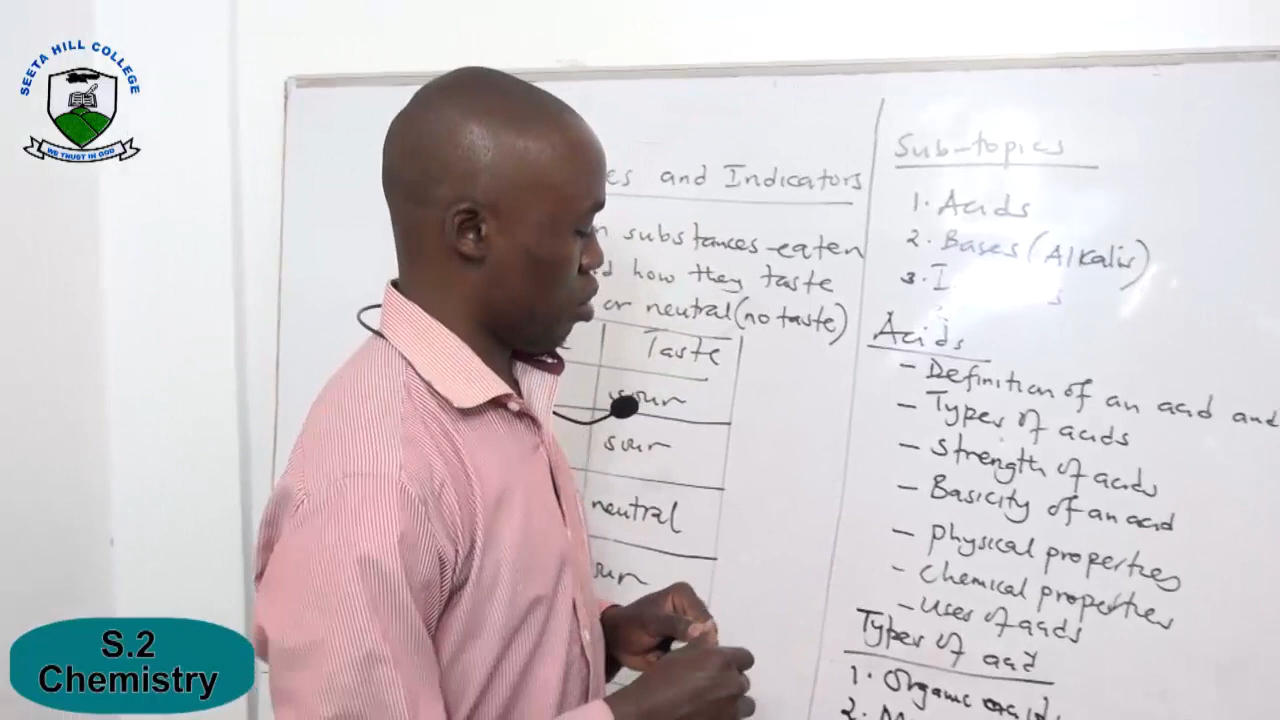 SEETA HILL COLLEGE
WE TRUST IN GOD
es and Indicators
n substances eaten
d how they taste
or neutral (no taste)
Taste
sour
sour
neutral
sour
Sub-topics
1. Acids
2. Bases (Alkalis)
3. I
Acids
- Definition of an acid and
- Types of acids
- Strength of acids
- Basicity of an acid
- physical properties
- chemical properties
- Uses of acids
Types of acid
1. Organic acids
2.
S.2
Chemistry